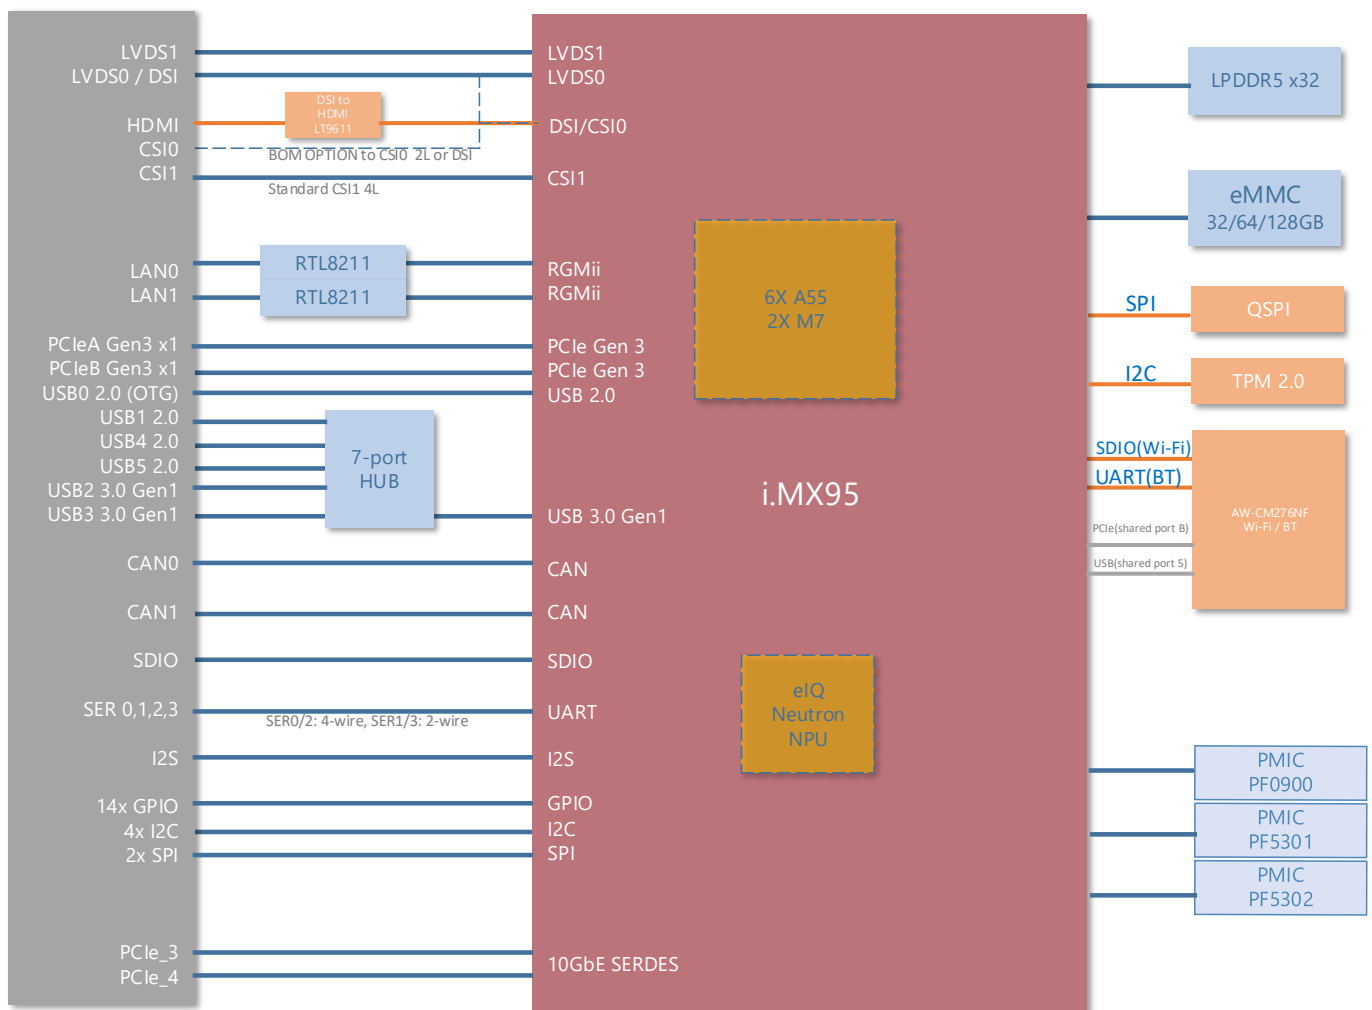 LVDS1
LVDS0 / DSI
HDMI
CSI0
CSI1
LAN0
LAN1
PCIeA Gen3 x1
PCIeB Gen3 x1
USB0 2.0 (OTG)
USB1 2.0
USB4 2.0
USB5 2.0
USB2 3.0 Gen1
USB3 3.0 Gen1
CAN0
CAN1
SDIO
SER 0,1,2,3
I2S
14x GPIO
4x I2C
2x SPI
PCIe_3
PCIe_4
DSI to
HDMI
LT9611
BOM OPTION to CSI0 2L or DSI
Standard CSI1 4L
RTL8211
RTL8211
7-port
HUB
SER0/2: 4-wire, SER1/3: 2-wire
LVDS1
LVDS0
DSI/CSI0
CSI1
RGMii
RGMii
PCIe Gen 3
PCIe Gen 3
USB 2.0
USB 3.0 Gen1
CAN
CAN
SDIO
UART
I2S
GPIO
I2C
SPI
10GbE SERDES
6X A55
2X M7
i.MX95
eIQ
Neutron
NPU
LPDDR5 x32
eMMC
32/64/128GB
SPI
QSPI
I2C
TPM 2.0
SDIO(Wi-Fi)
UART(BT)
PCIe(shared port B)
USB(shared port 5)
AW-CM276NF
Wi-Fi / BT
PMIC
PF0900
PMIC
PF5301
PMIC
PF5302